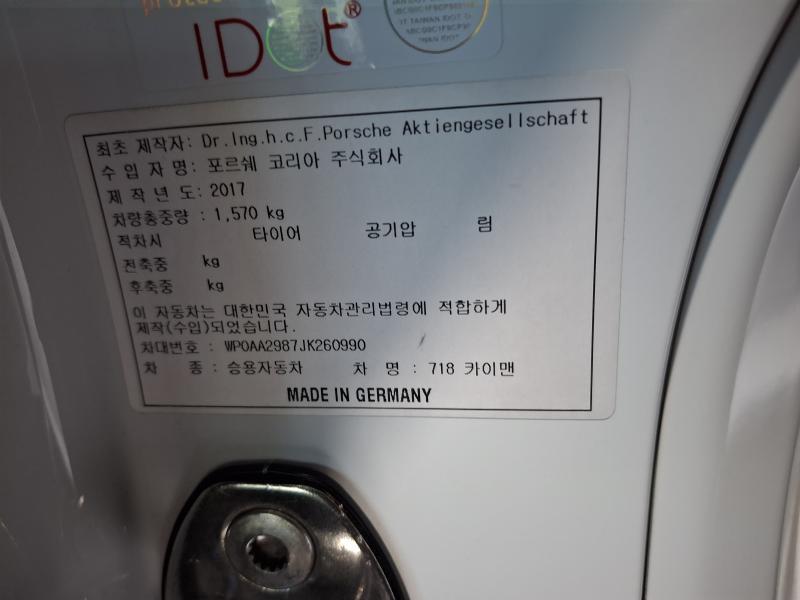 IDOt®
최초 제작자: Dr.Ing.h.c.F.Porsche Aktiengesellschaft
수 입 자 명: 포르쉐 코리아 주식회사
제 작 년 도: 2017
차량총중량 : 1,570 kg
적차시 타이어 공기압 림
전축중 kg
후축중 kg
이 자동차는 대한민국 자동차관리법령에 적합하게
제작(수입)되었습니다.
차대번호 : WP0AA2987JK260990
차 종 : 승용자동차 차 명 : 718 카이맨
MADE IN GERMANY